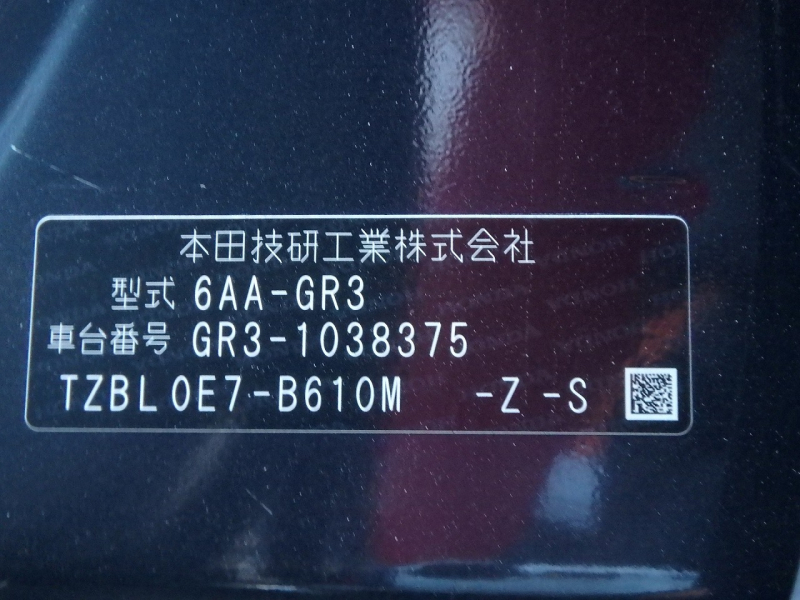 本田技研工業株式会社
型式 6AA-GR3
車台番号 GR3-1038375
TZBL0E7-B610M -Z -S